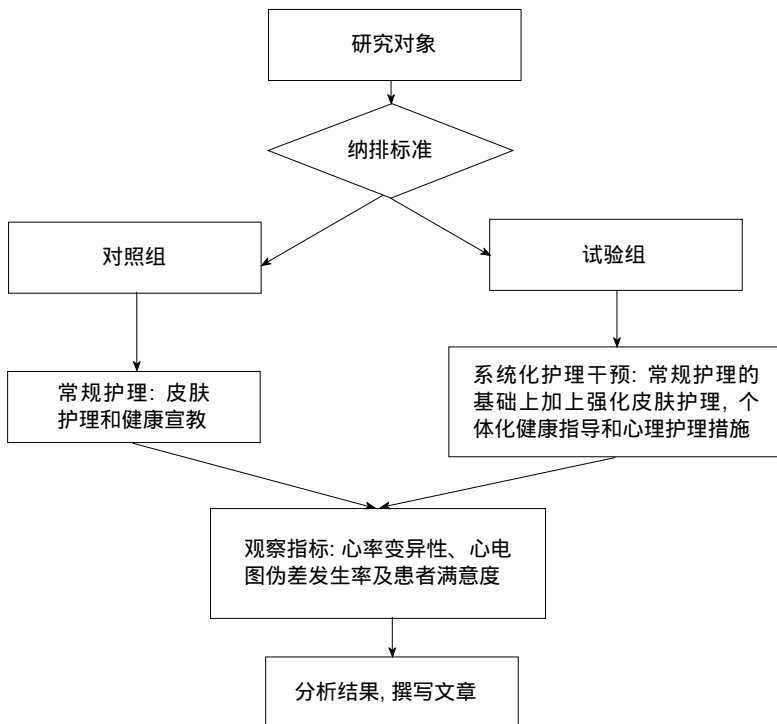 研究对象
纳排标准
对照组
试验组
常规护理: 皮肤
护理和健康宣教
系统化护理干预: 常规护理的
基础上加上强化皮肤护理, 个
体化健康指导和心理护理措施
观察指标: 心率变异性、心电
图伪差发生率及患者满意度
分析结果, 撰写文章